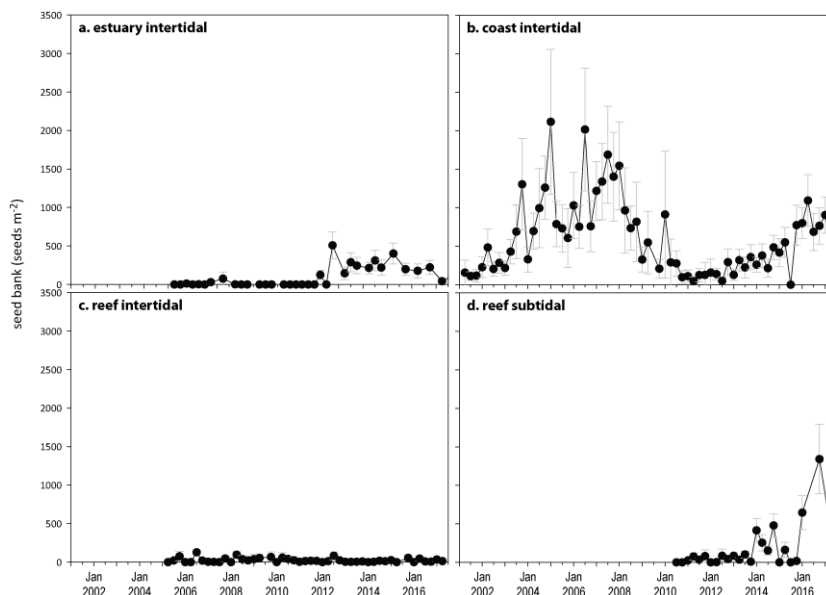 3500
a. estuary intertidal
b. coast intertidal
3000
2500
2000
1500
1000
500
0
seed bank (seeds m-2)
3500
c. reef intertidal
d. reef subtidal
3000
2500
2000
1500
1000
500
0
Jan Jan Jan Jan Jan Jan Jan Jan
2002 2004 2006 2008 2010 2012 2014 2016
Jan Jan Jan Jan Jan Jan Jan Jan
2002 2004 2006 2008 2010 2012 2014 2016